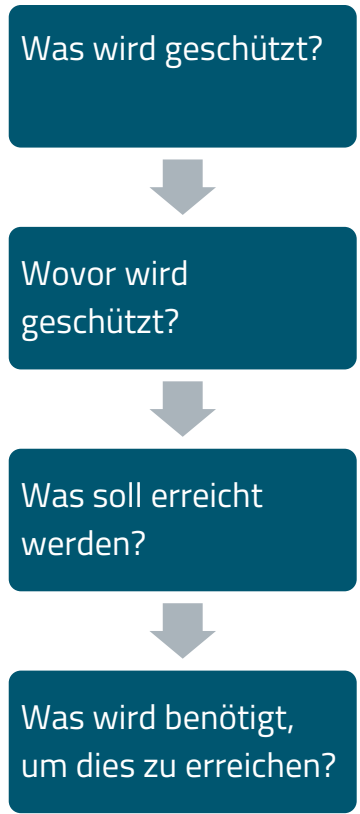 Was wird geschützt?
Wovor wird
geschützt?
Was soll erreicht
werden?
Was wird benötigt,
um dies zu erreichen?